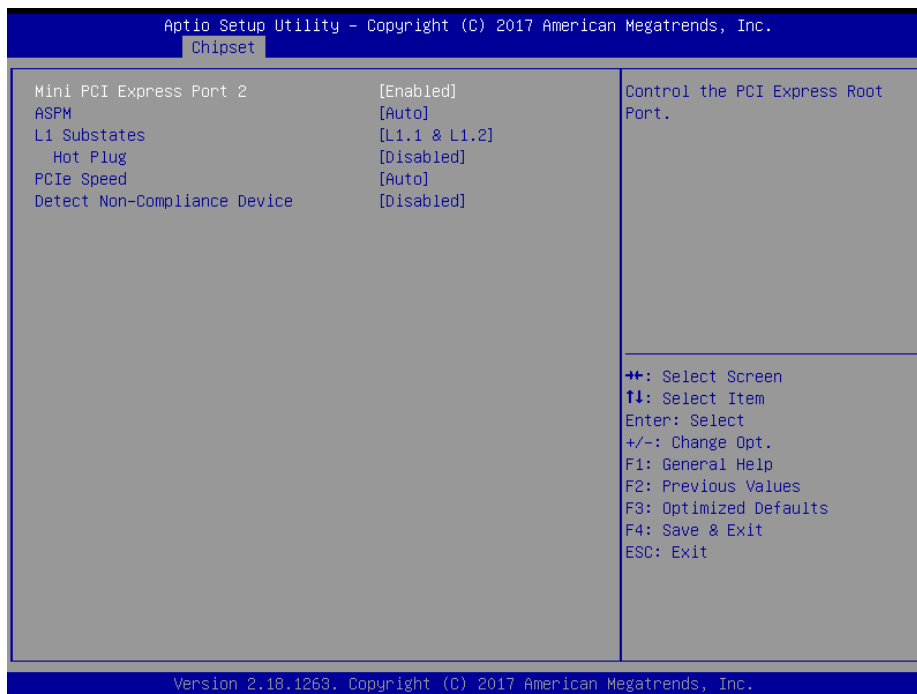 Aptio Setup Utility – Copyright (C) 2017 American Megatrends, Inc.
Chipset
Mini PCI Express Port 2 [Enabled]
ASPM [Auto]
L1 Substates [L1.1 & L1.2]
Hot Plug [Disabled]
PCIe Speed [Auto]
Detect Non-Compliance Device [Disabled]
Control the PCI Express Root
Port.
→←: Select Screen
↑↓: Select Item
Enter: Select
+/-: Change Opt.
F1: General Help
F2: Previous Values
F3: Optimized Defaults
F4: Save & Exit
ESC: Exit
Version 2.18.1263. Copyright (C) 2017 American Megatrends, Inc.